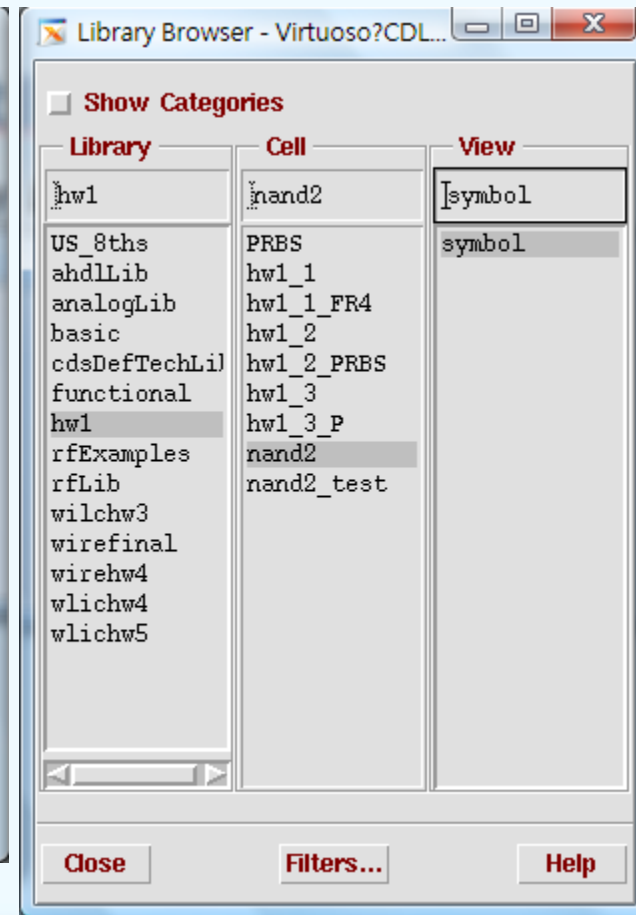 Library Browser - Virtuoso?CDL...
Show Categories
Library
hw1
US_8ths
ahdlLib
analogLib
basic
cdsDefTechLil
functional
hw1
rfExamples
rfLib
wilchw3
wirefinal
wirehw4
wlichw4
wlichw5
Cell
nand2
PRBS
hw1_1
hw1_1_FR4
hw1_2
hw1_2_PRBS
hw1_3
hw1_3_P
nand2
nand2_test
View
symbol
symbol
Close
Filters...
Help